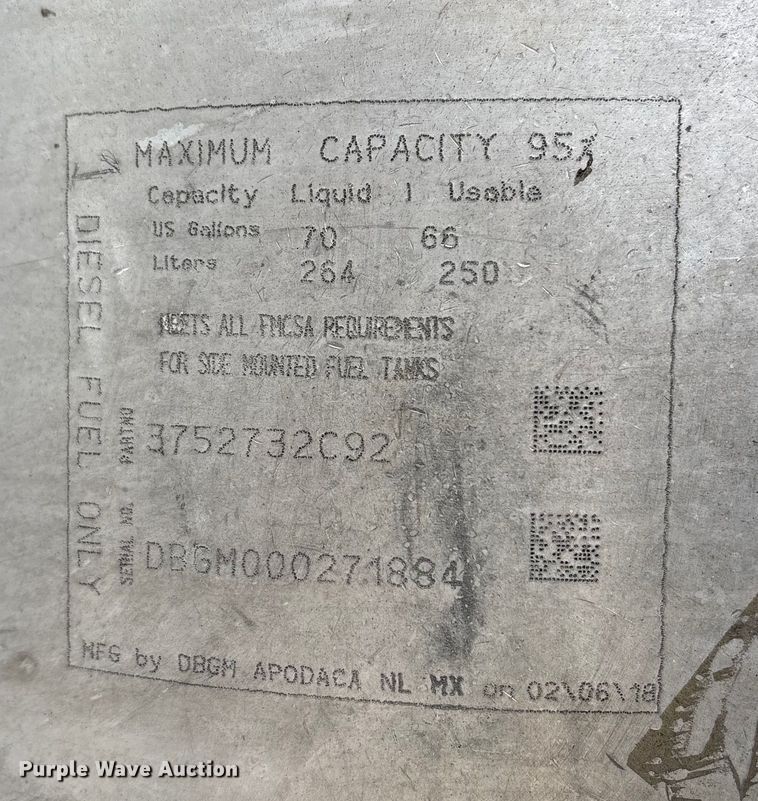 MAXIMUM CAPACITY 95%
Capacity Liquid | Usable
US Gallons 70 66
Liters 264 250
MEETS ALL FMCSA REQUIREMENTS
FOR SIDE MOUNTED FUEL TANKS
DIESEL FUEL ONLY
PARTNO 3752732C92
SERIAL NO. DBGM000271884
MFG by DBGM APODACA NL MX on 02\06\18
Purple Wave Auction